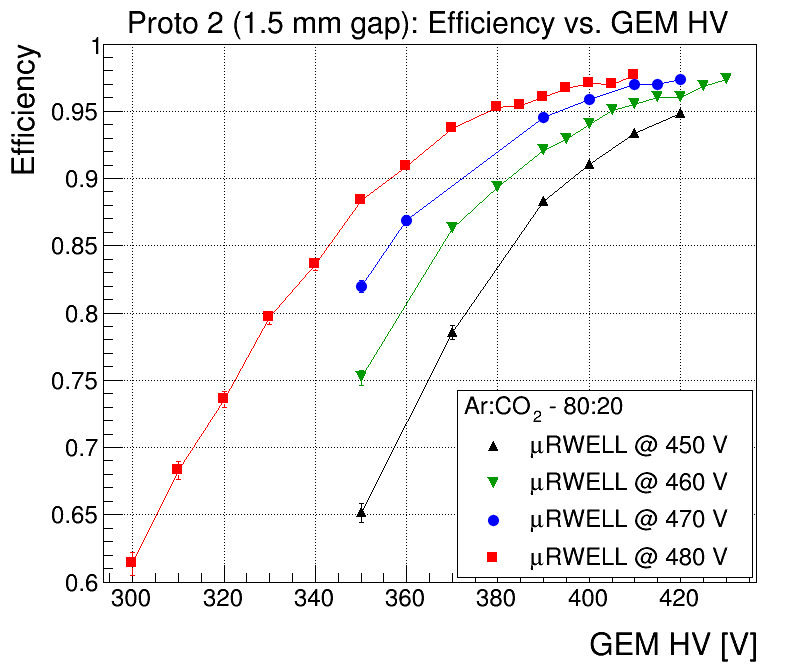 Proto 2 (1.5 mm gap): Efficiency vs. GEM HV
Efficiency
1
0.95
0.9
0.85
0.8
0.75
0.7
0.65
0.6
300 320 340 360 380 400 420
GEM HV [V]
Ar:CO₂ - 80:20
μRWELL @ 450 V
μRWELL @ 460 V
μRWELL @ 470 V
μRWELL @ 480 V